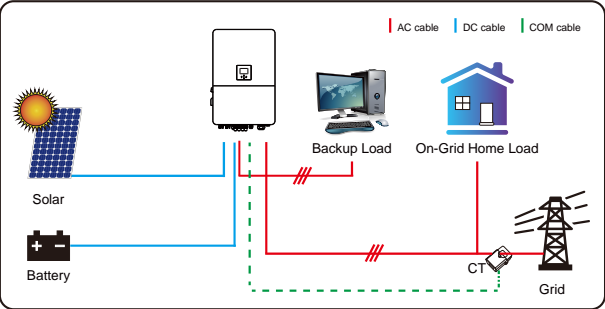 AC cable
DC cable
COM cable
Backup Load
On-Grid Home Load
Solar
Battery
CT
Grid